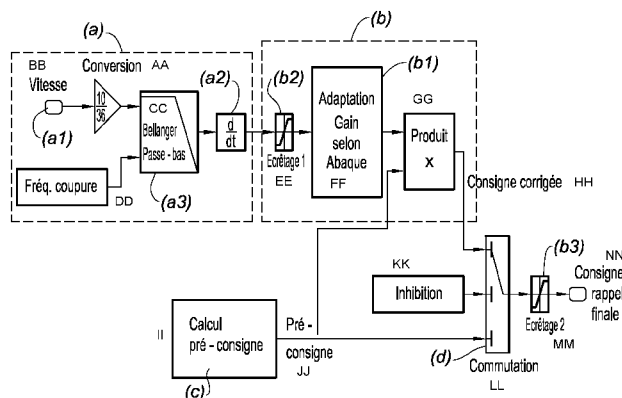 (a)
(b)
BB
Vitesse
Conversion
AA
(a1)
10
36
CC
Bellanger
Passe - bas
(a3)
(a2)
d
dt
Fréq. coupure
DD
(b2)
Ecrêtage 1
EE
(b1)
Adaptation
Gain
selon
Abaque
FF
GG
Produit
x
Consigne corrigée
HH
KK
Inhibition
II
Calcul
pré - consigne
(c)
Pré -
consigne
JJ
(d)
Commutation
LL
(b3)
Ecrêtage 2
MM
NN
Consigne
rappel
finale